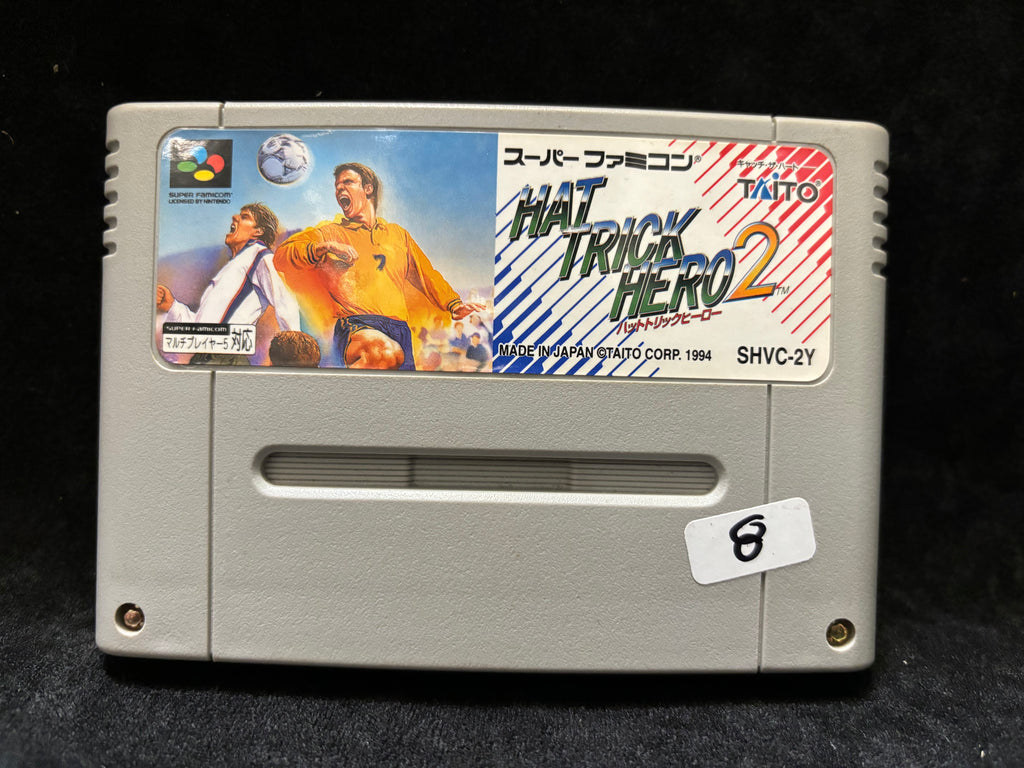 SUPER FAMICOM
LICENSED BY NINTENDO
7
SUPER FAMICOM
マルチプレイヤー5 対応
スーパーファミコン®
キャッチ・ザ・ハート
TAITO®
HAT
TRICK
HERO2™
ハットトリックヒーロー
MADE IN JAPAN ©TAITO CORP. 1994 SHVC-2Y
8